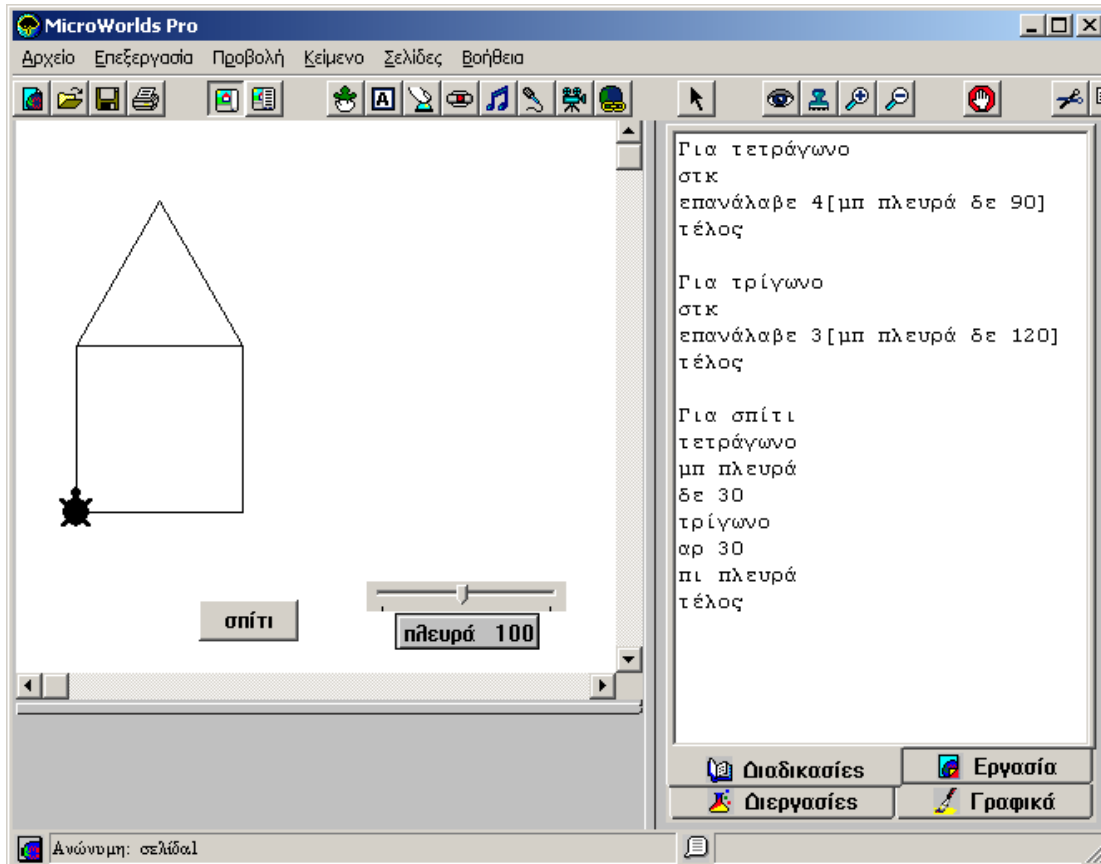 MicroWorlds Pro
Αρχείο Επεξεργασία Προβολή Κείμενο Σελίδες Βοήθεια
Για τετράγωνο
στκ
επανάλαβε 4[μπ πλευρά δε 90]
τέλος
Για τρίγωνο
στκ
επανάλαβε 3[μπ πλευρά δε 120]
τέλος
Για σπίτι
τετράγωνο
μπ πλευρά
δε 30
τρίγωνο
αρ 30
πι πλευρά
τέλος
σπίτι
πλευρά 100
Διαδικασίες Εργασία
Διεργασίες Γραφικά
Ανώνυμη: σελίδα1